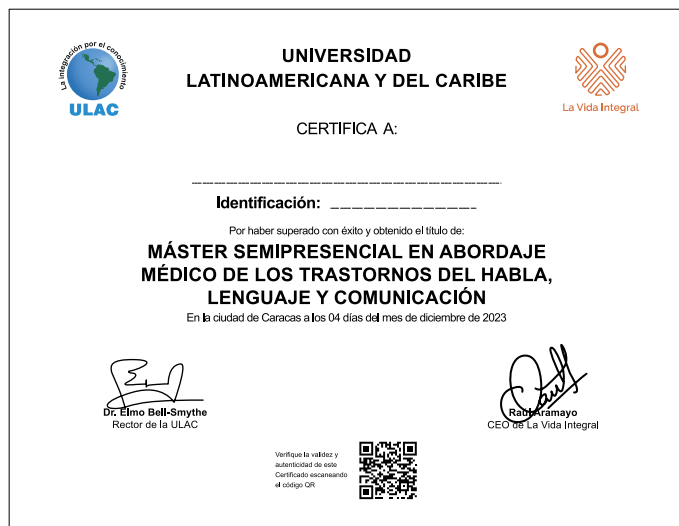 La integración por el conocimiento
ULAC
UNIVERSIDAD
LATINOAMERICANA Y DEL CARIBE
La Vida Integral
CERTIFICA A:
Identificación:
Por haber superado con éxito y obtenido el título de:
MÁSTER SEMIPRESENCIAL EN ABORDAJE
MÉDICO DE LOS TRASTORNOS DEL HABLA,
LENGUAJE Y COMUNICACIÓN
En la ciudad de Caracas a los 04 días del mes de diciembre de 2023
Dr. Elmo Bell-Smythe
Rector de la ULAC
Raúl Aramayo
CEO de La Vida Integral
Verifique la validez y
autenticidad de este
Certificado escaneando
el código QR